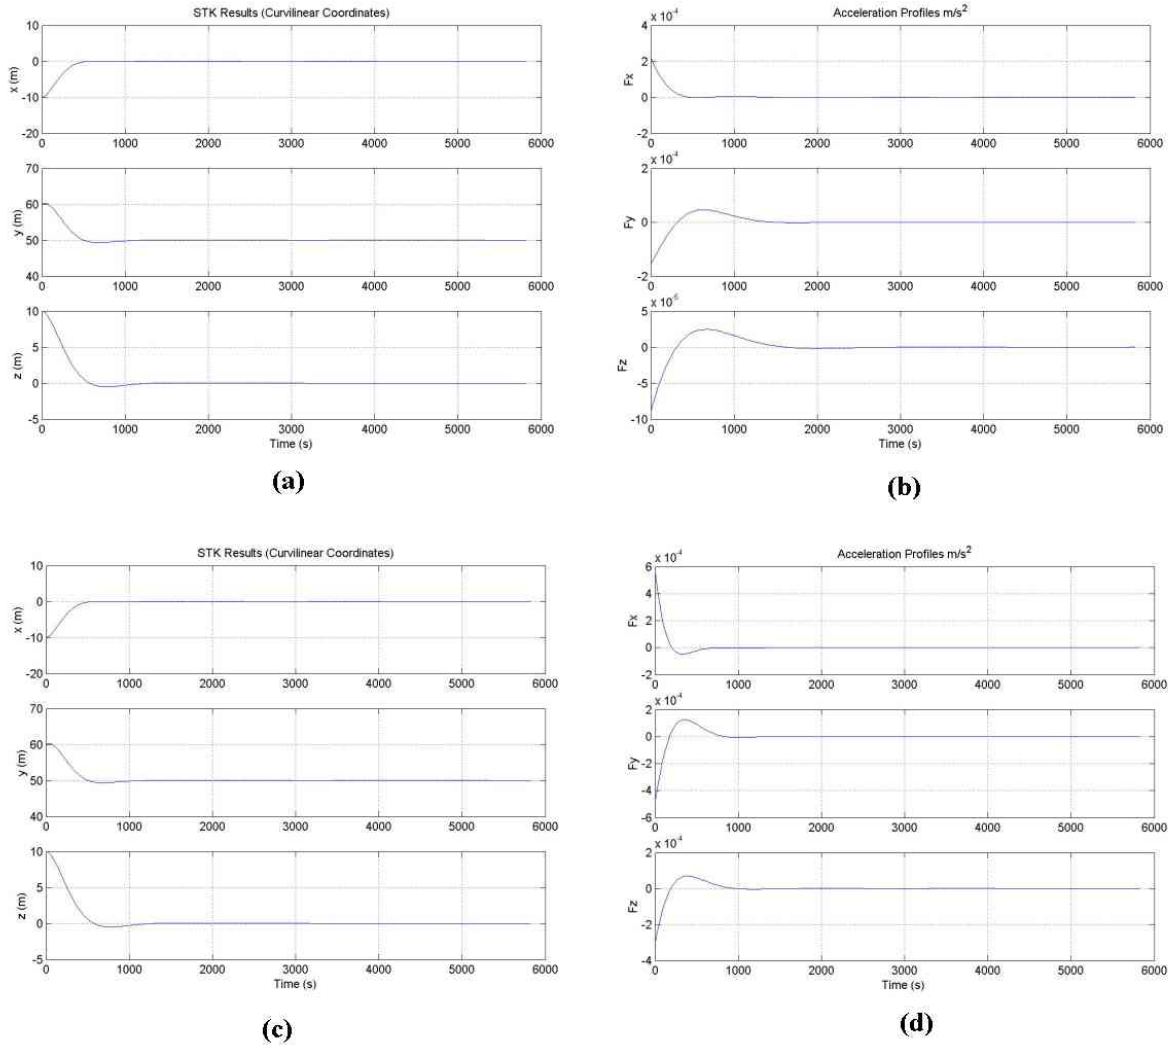 STK Results (Curvilinear Coordinates)
10
0
-10
-20
x (m)
0 1000 2000 3000 4000 5000 6000
70
60
50
40
y (m)
0 1000 2000 3000 4000 5000 6000
10
5
0
-5
z (m)
0 1000 2000 3000 4000 5000 6000
Time (s)
(a)
Acceleration Profiles m/s²
x 10⁻⁴
4
2
0
-2
Fx
0 1000 2000 3000 4000 5000 6000
x 10⁻⁴
2
0
-2
Fy
0 1000 2000 3000 4000 5000 6000
x 10⁻⁵
5
0
-5
-10
Fz
0 1000 2000 3000 4000 5000 6000
Time (s)
(b)
STK Results (Curvilinear Coordinates)
10
0
-10
-20
x (m)
0 1000 2000 3000 4000 5000 6000
70
60
50
40
y (m)
0 1000 2000 3000 4000 5000 6000
10
5
0
-5
z (m)
0 1000 2000 3000 4000 5000 6000
Time (s)
(c)
Acceleration Profiles m/s²
x 10⁻⁴
6
4
2
0
-2
Fx
0 1000 2000 3000 4000 5000 6000
x 10⁻⁴
2
0
-2
-4
-6
Fy
0 1000 2000 3000 4000 5000 6000
x 10⁻⁴
2
0
-2
-4
Fz
0 1000 2000 3000 4000 5000 6000
Time (s)
(d)